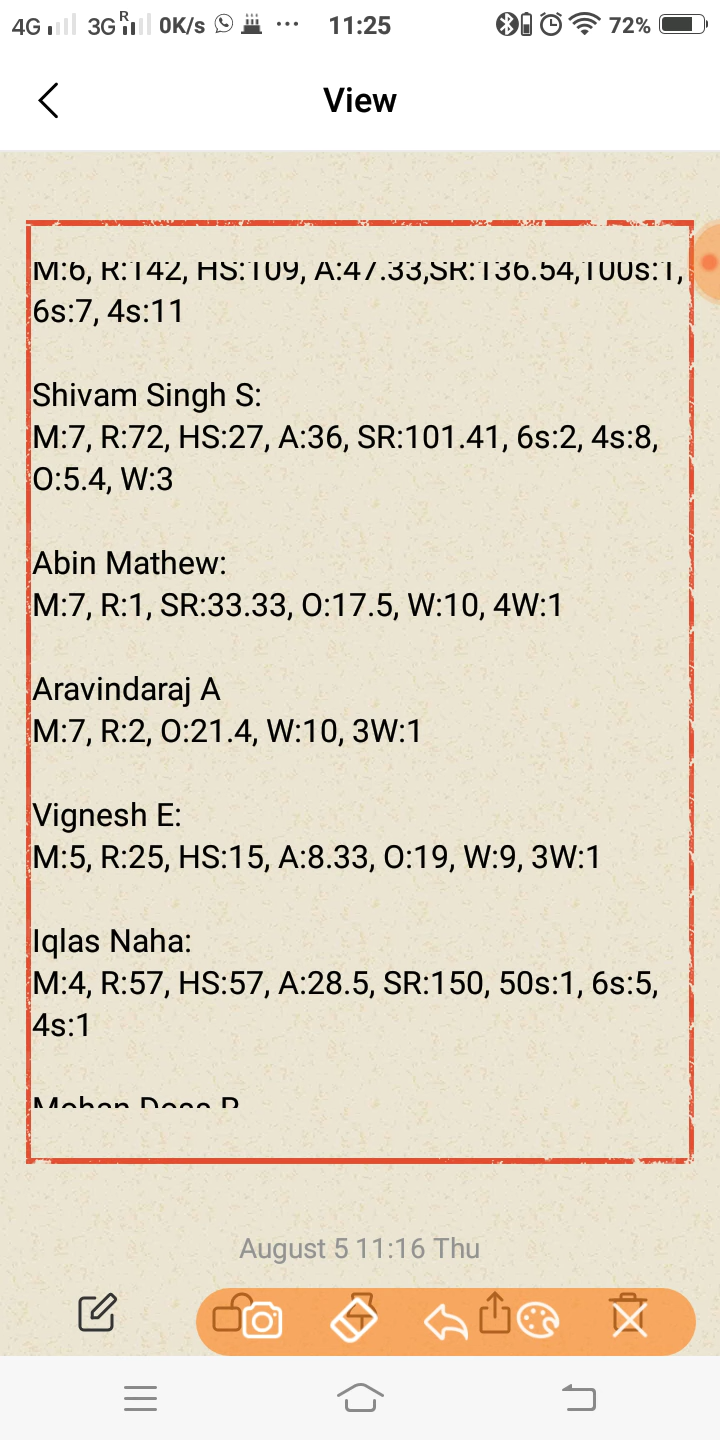 4G 3G R 0K/s ... 11:25 72%
View
M:6, R:142, HS:109, A:47.33,SR:136.54,100s:1,
6s:7, 4s:11
Shivam Singh S:
M:7, R:72, HS:27, A:36, SR:101.41, 6s:2, 4s:8,
O:5.4, W:3
Abin Mathew:
M:7, R:1, SR:33.33, O:17.5, W:10, 4W:1
Aravindaraj A
M:7, R:2, O:21.4, W:10, 3W:1
Vignesh E:
M:5, R:25, HS:15, A:8.33, O:19, W:9, 3W:1
Iqlas Naha:
M:4, R:57, HS:57, A:28.5, SR:150, 50s:1, 6s:5,
4s:1
Mohan Doss
August 5 11:16 Thu